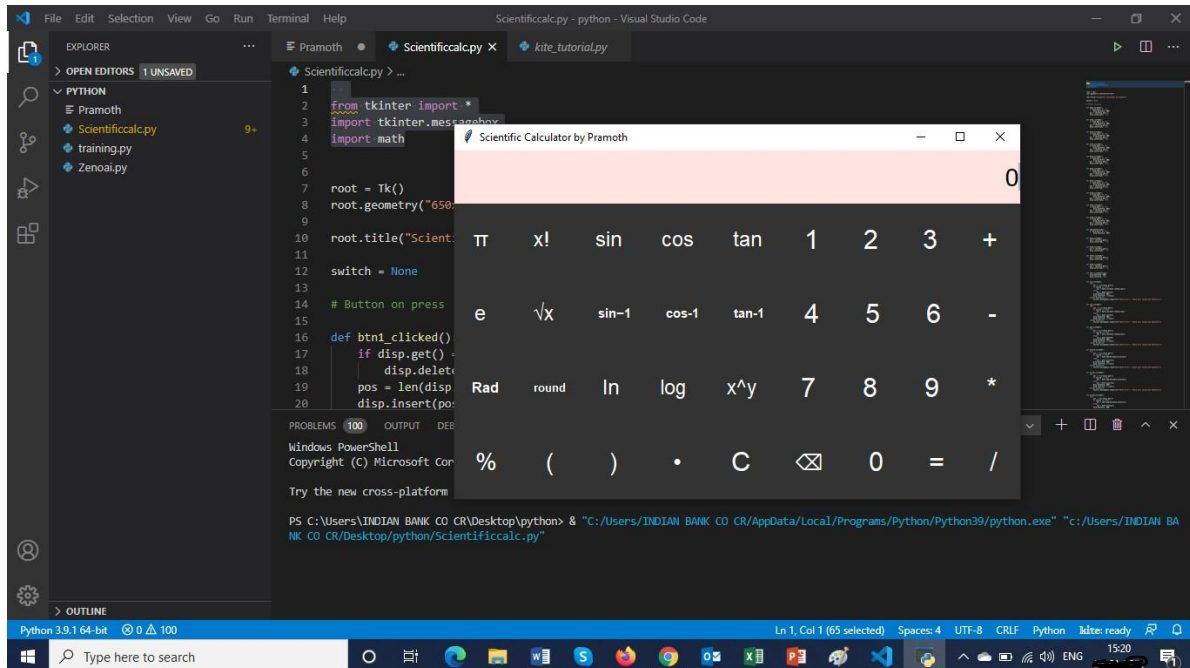 File Edit Selection View Go Run Terminal Help Scientificcalc.py - python - Visual Studio Code
EXPLORER ...
Pramoth Scientificcalc.py kite_tutorial.py
OPEN EDITORS 1 UNSAVED
PYTHON
Pramoth
Scientificcalc.py 9+
training.py
Zenoai.py
OUTLINE
Scientificcalc.py > ...
1
2 from tkinter import *
3 import tkinter.messagebox
4 import math
5
6
7 root = Tk()
8 root.geometry("650
9
10 root.title("Scient
11
12 switch = None
13
14 # Button on press
15
16 def btn1_clicked()
17 if disp.get() =
18 disp.delete
19 pos = len(disp
20 disp.insert(po
Scientific Calculator by Pramoth
0
π x! sin cos tan 1 2 3 +
e √x sin−1 cos-1 tan-1 4 5 6 -
Rad round ln log x^y 7 8 9 *
% ( ) • C ⌫ 0 = /
PROBLEMS 100 OUTPUT DEB
Windows PowerShell
Copyright (C) Microsoft Cor
Try the new cross-platform
PS C:\Users\INDIAN BANK CO CR\Desktop\python> & "C:/Users/INDIAN BANK CO CR/AppData/Local/Programs/Python/Python39/python.exe" "c:/Users/INDIAN BA
NK CO CR/Desktop/python/Scientificcalc.py"
Python 3.9.1 64-bit 0 100 Ln 1, Col 1 (65 selected) Spaces: 4 UTF-8 CRLF Python kite: ready
Type here to search ENG 15:20